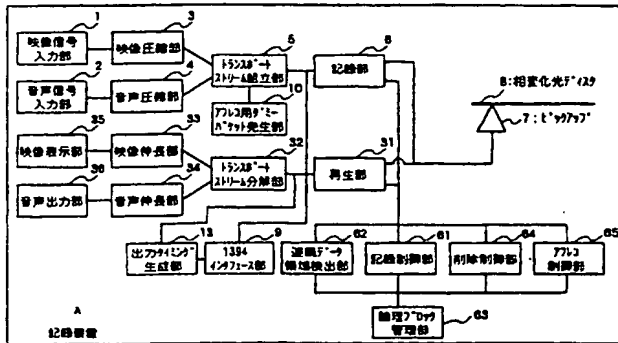 1
映像信号
入力部
3
映像圧縮部
5
トランスポート
ストリーム組立部
6
記録部
2
音声信号
入力部
4
音声圧縮部
10
アフレコ用ダミー
パケット発生部
8:相変化光ディスク
7:ピックアップ
35
映像表示部
33
映像伸長部
32
トランスポート
ストリーム分解部
31
再生部
36
音声出力部
34
音声伸長部
13
出力タイミング
生成部
9
1394
インタフェース部
62
連続データ
領域検出部
61
記録制御部
64
削除制御部
65
アフレコ
制御部
63
論理ブロック
管理部
A
記録装置